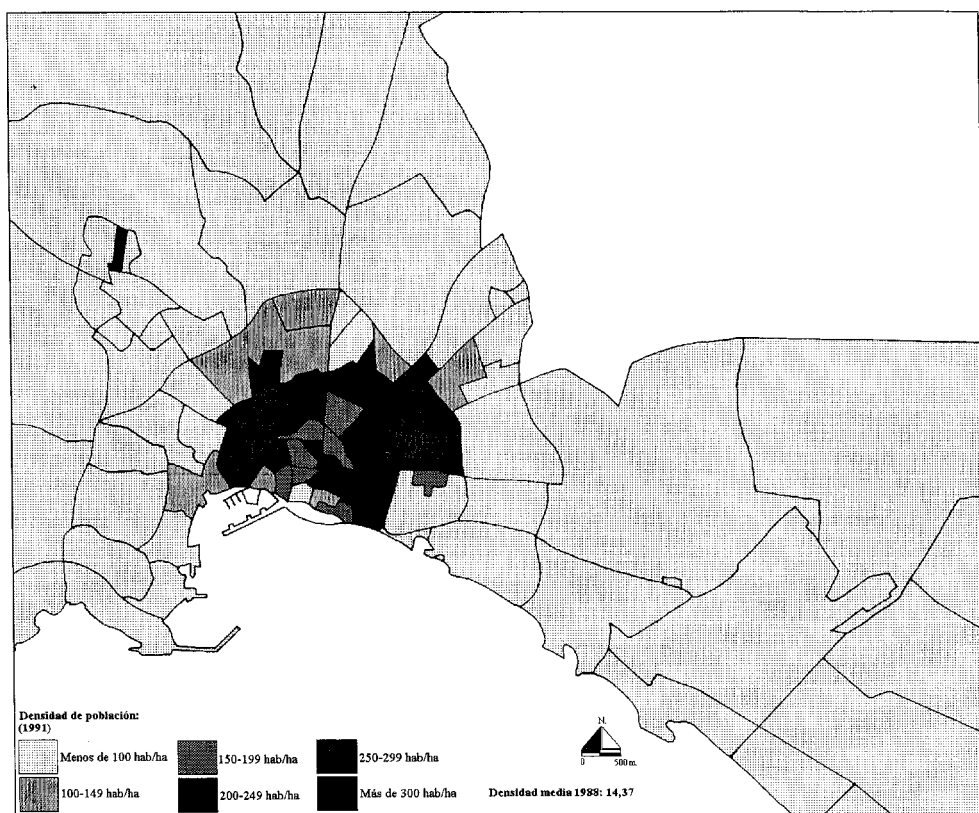 Densidad de población:
(1991)
Menos de 100 hab/ha
100-149 hab/ha
150-199 hab/ha
200-249 hab/ha
250-299 hab/ha
Más de 300 hab/ha
N.
0 500 m.
Densidad media 1988: 14,37